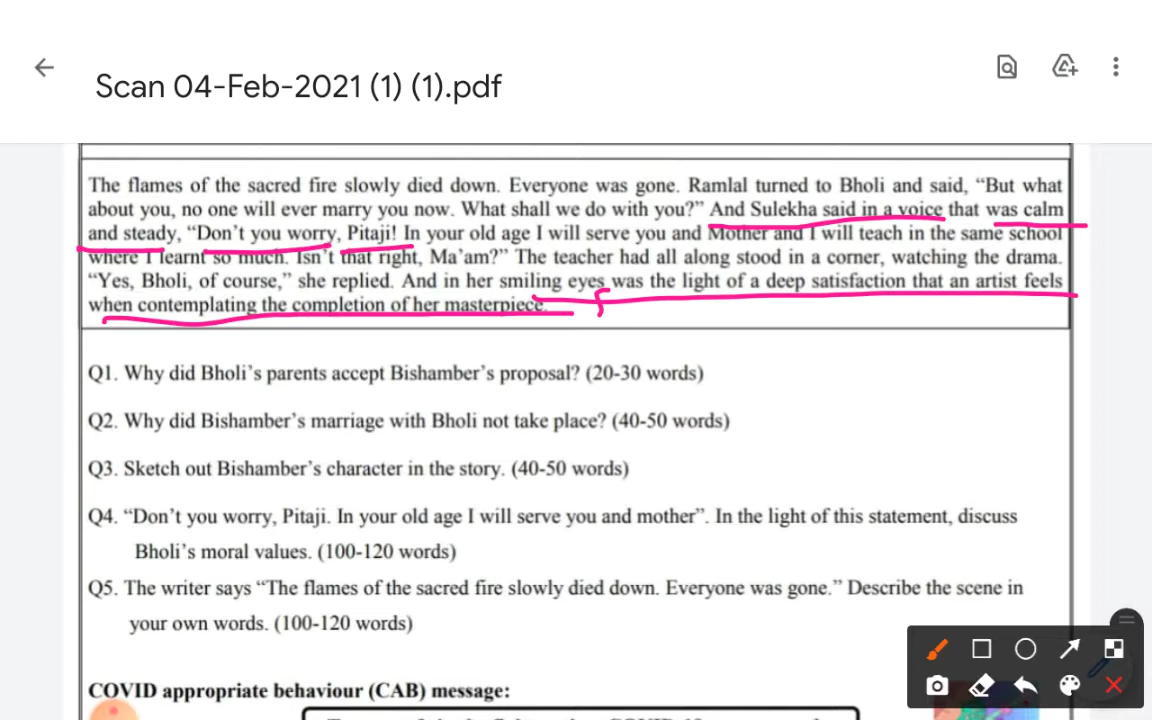 Scan 04-Feb-2021 (1) (1).pdf
The flames of the sacred fire slowly died down. Everyone was gone. Ramlal turned to Bholi and said, “But what
about you, no one will ever marry you now. What shall we do with you?” And Sulekha said in a voice that was calm
and steady, “Don’t you worry, Pitaji! In your old age I will serve you and Mother and I will teach in the same school
where I learnt so much. Isn’t that right, Ma’am?” The teacher had all along stood in a corner, watching the drama.
“Yes, Bholi, of course,” she replied. And in her smiling eyes was the light of a deep satisfaction that an artist feels
when contemplating the completion of her masterpiece.
Q1. Why did Bholi’s parents accept Bishamber’s proposal? (20-30 words)
Q2. Why did Bishamber’s marriage with Bholi not take place? (40-50 words)
Q3. Sketch out Bishamber’s character in the story. (40-50 words)
Q4. “Don’t you worry, Pitaji. In your old age I will serve you and mother”. In the light of this statement, discuss
Bholi’s moral values. (100-120 words)
Q5. The writer says “The flames of the sacred fire slowly died down. Everyone was gone.” Describe the scene in
your own words. (100-120 words)
COVID appropriate behaviour (CAB) message: